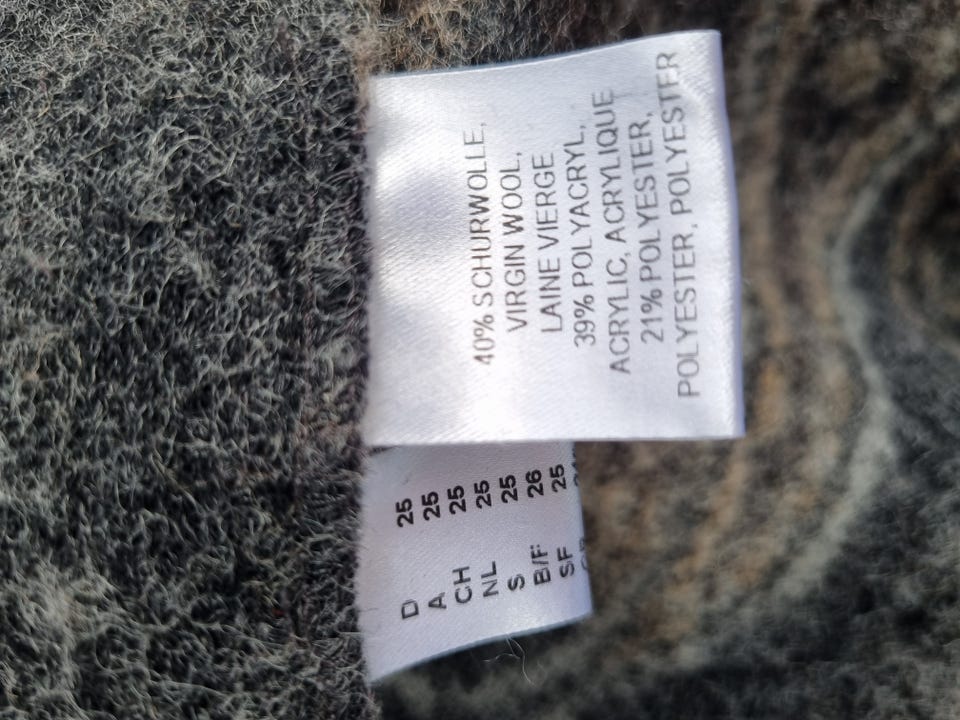 40% SCHURWOLLE,
VIRGIN WOOL,
LAINE VIERGE
39% POLYACRYL,
ACRYLIC, ACRYLIQUE
21% POLYESTER,
POLYESTER, POLYESTER
D 25
A 25
CH 25
NL 25
S 25
B/F: 26
SF 25